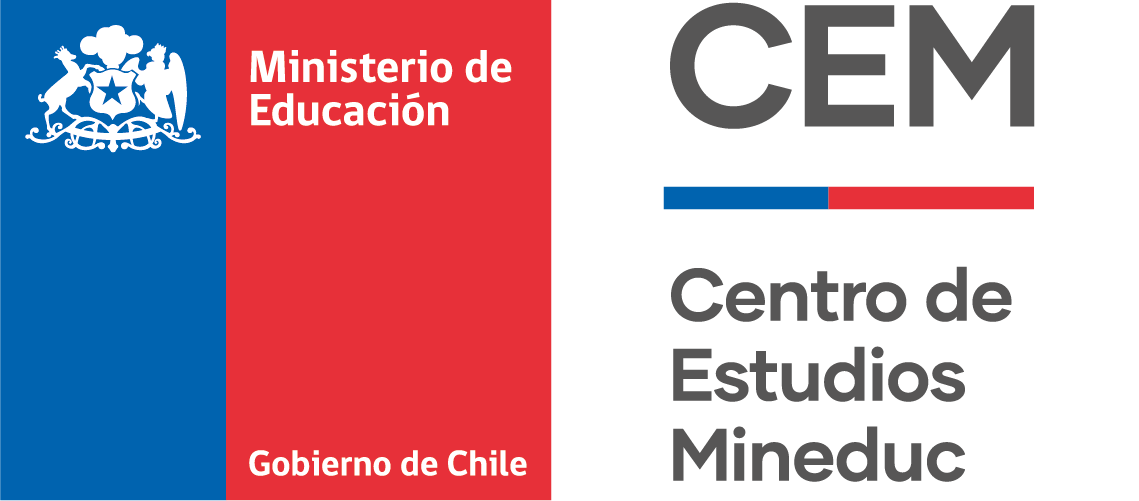 Ministerio de
Educación
Gobierno de Chile
CEM
Centro de
Estudios
Mineduc